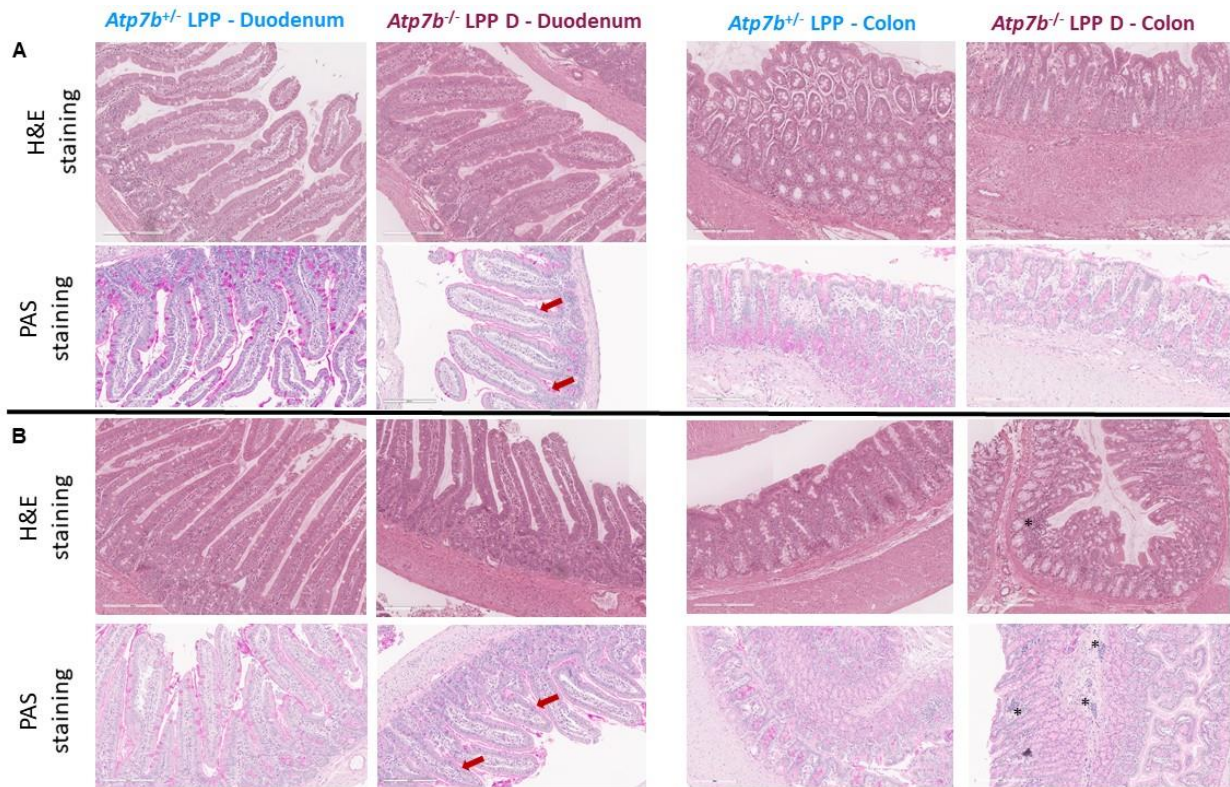 Atp7b+/- LPP - Duodenum
Atp7b-/- LPP D - Duodenum
Atp7b+/- LPP - Colon
Atp7b-/- LPP D - Colon
A
H&E
staining
PAS
staining
*
B
H&E
staining
*
PAS
staining
*
*
*